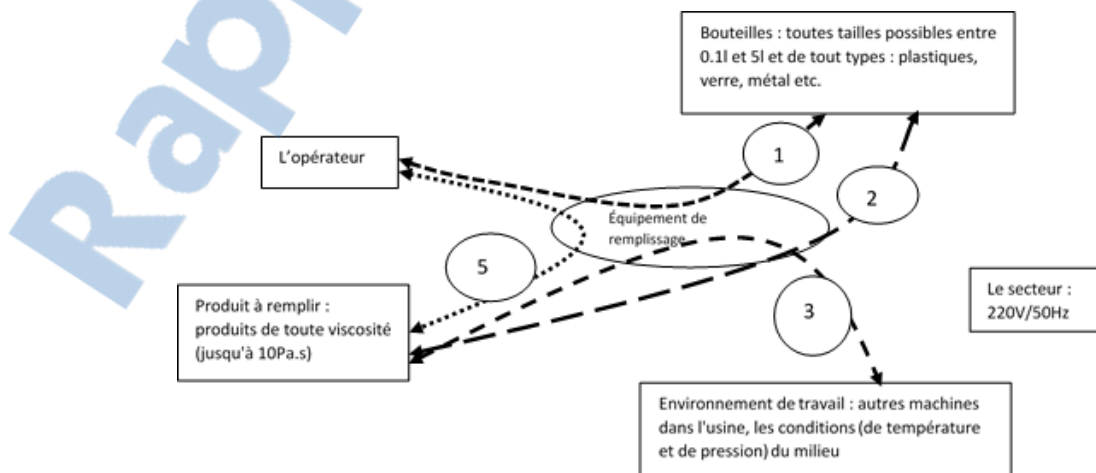 Rap
Bouteilles : toutes tailles possibles entre
0.1l et 5l et de tout types : plastiques,
verre, métal etc.
L'opérateur
1
2
Équipement de
remplissage
5
Produit à remplir :
produits de toute viscosité
(jusqu'à 10Pa.s)
3
Le secteur :
220V/50Hz
Environnement de travail : autres machines
dans l'usine, les conditions (de température
et de pression) du milieu